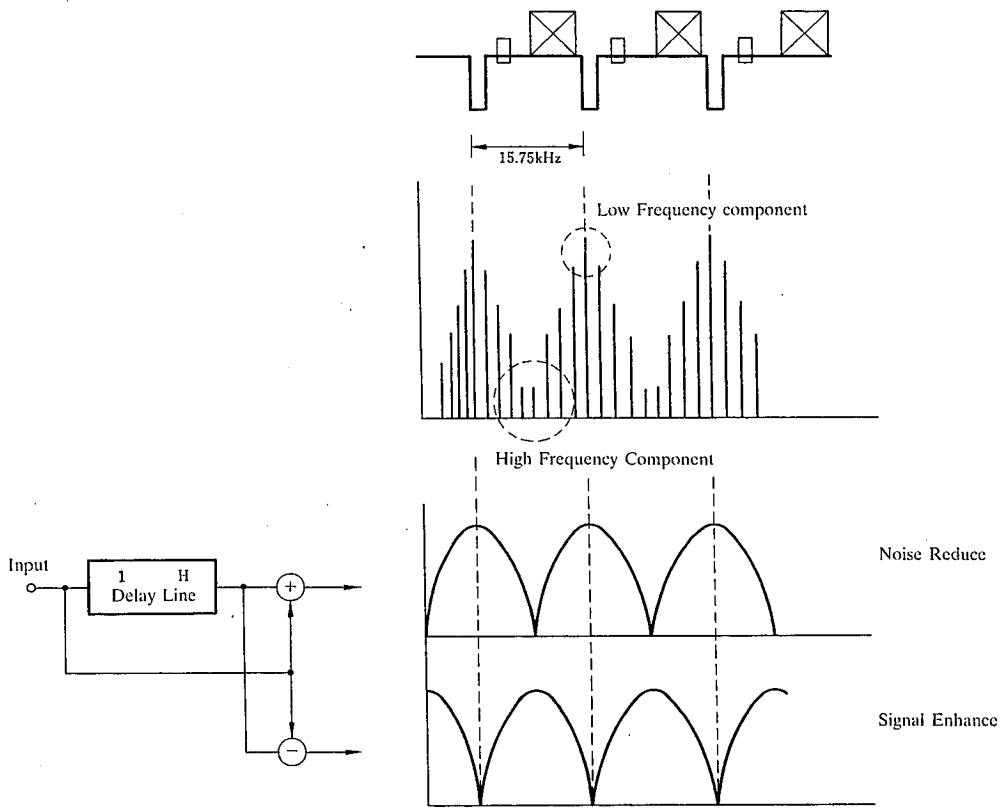 15.75kHz
Low Frequency component
High Frequency Component
Input
1 H
Delay Line
+
−
Noise Reduce
Signal Enhance